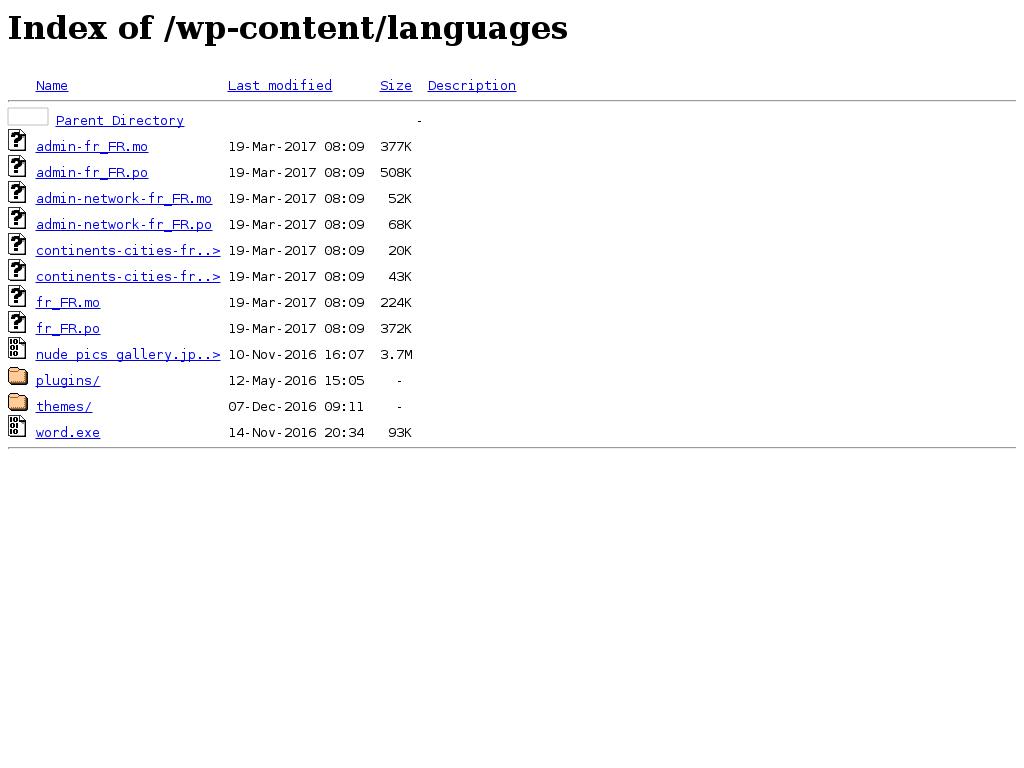 Index of /wp-content/languages
Name Last modified Size Description
Parent Directory -
admin-fr_FR.mo 19-Mar-2017 08:09 377K
admin-fr_FR.po 19-Mar-2017 08:09 508K
admin-network-fr_FR.mo 19-Mar-2017 08:09 52K
admin-network-fr_FR.po 19-Mar-2017 08:09 68K
continents-cities-fr..> 19-Mar-2017 08:09 20K
continents-cities-fr..> 19-Mar-2017 08:09 43K
fr_FR.mo 19-Mar-2017 08:09 224K
fr_FR.po 19-Mar-2017 08:09 372K
nude pics gallery.jp..> 10-Nov-2016 16:07 3.7M
plugins/ 12-May-2016 15:05 -
themes/ 07-Dec-2016 09:11 -
word.exe 14-Nov-2016 20:34 93K